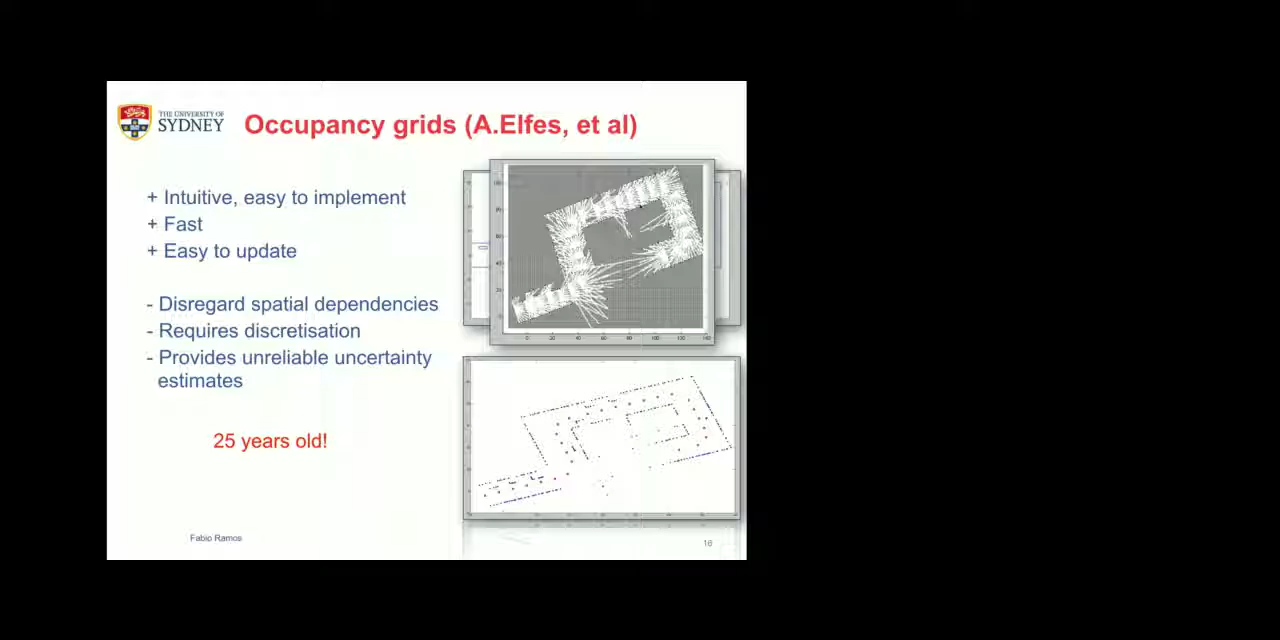 THE UNIVERSITY OF
SYDNEY
Occupancy grids (A.Elfes, et al)
+ Intuitive, easy to implement
+ Fast
+ Easy to update
- Disregard spatial dependencies
- Requires discretisation
- Provides unreliable uncertainty
estimates
25 years old!
Fabio Ramos
16